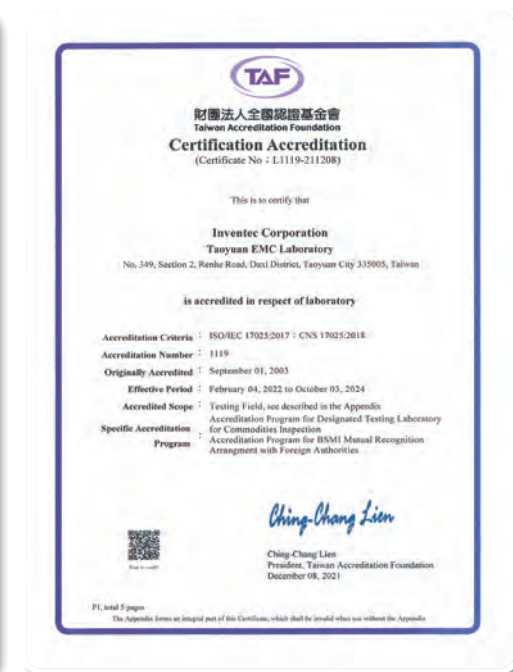 TAF
財團法人全國認證基金會
Taiwan Accreditation Foundation
Certification Accreditation
(Certificate No : L1119-211208)
This is to certify that
Inventec Corporation
Taoyuan EMC Laboratory
No. 349, Section 2, Renhe Road, Daxi District, Taoyuan City 335005, Taiwan
is accredited in respect of laboratory
Accreditation Criteria : ISO/IEC 17025:2017 ; CNS 17025:2018
Accreditation Number : 1119
Originally Accredited : September 01, 2003
Effective Period : February 04, 2022 to October 03, 2024
Accredited Scope : Testing Field, see described in the Appendix
Specific Accreditation Program : Accreditation Program for Designated Testing Laboratory
for Commodities Inspection
Accreditation Program for BSMI Mutual Recognition
Arrangment with Foreign Authorities
Ching-Chang Lien
Ching-Chang Lien
President, Taiwan Accreditation Foundation
December 08, 2021
P1, total 5 pages
The Appendix forms an integral part of this Certificate, which shall be invalid when use without the Appendix